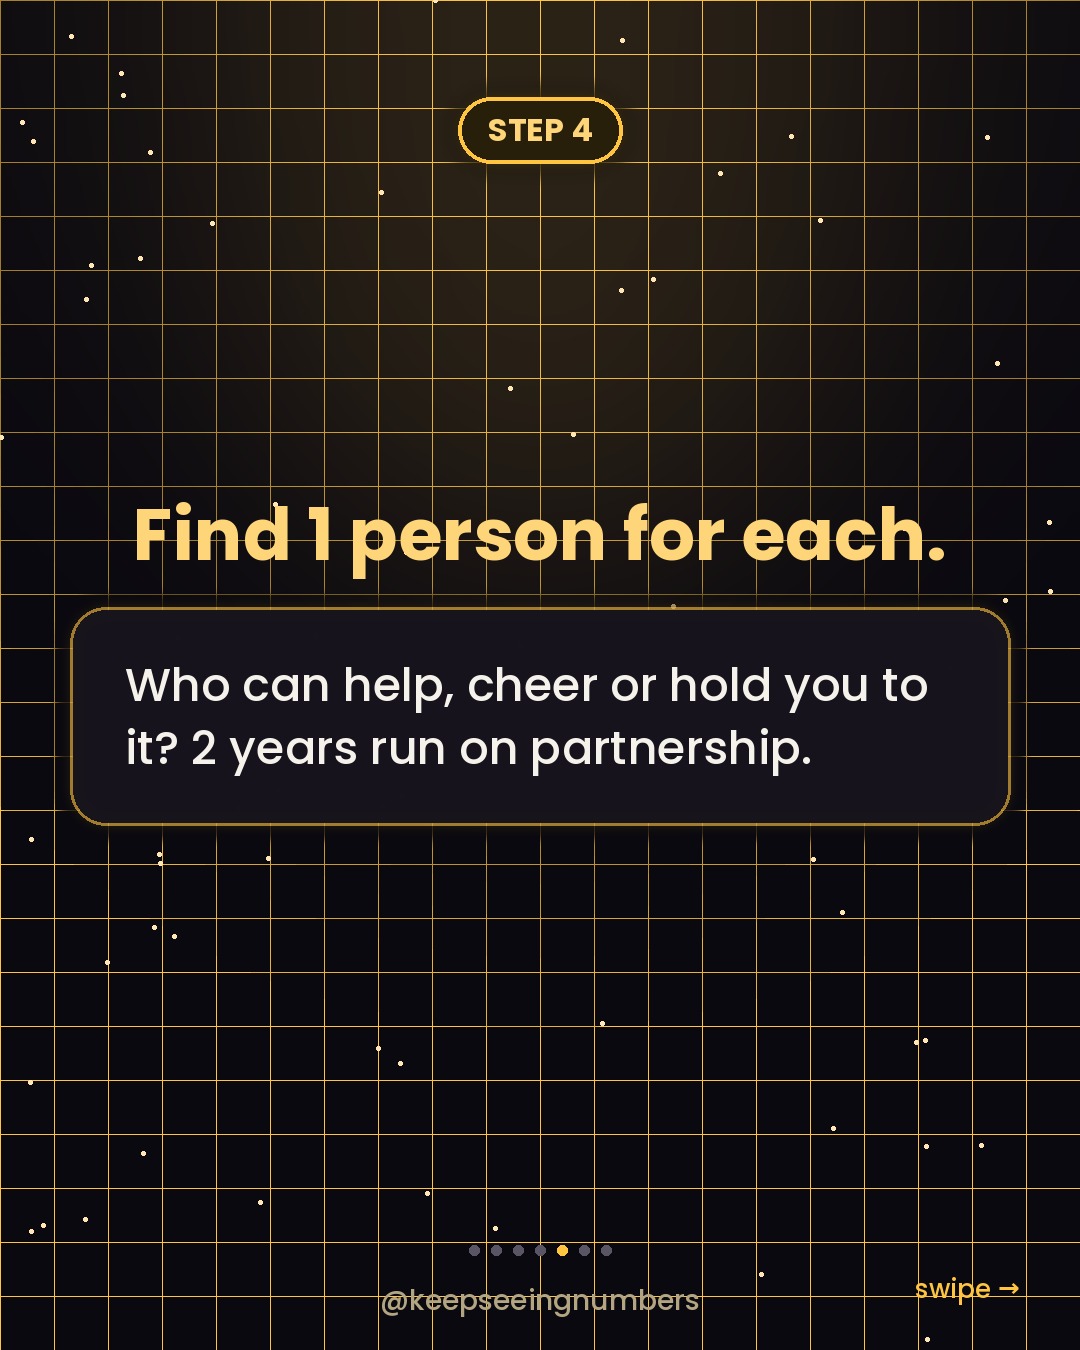 STEP 4
Find 1 person for each.
Who can help, cheer or hold you to
it? 2 years run on partnership.
@keepseeingnumbers
swipe →